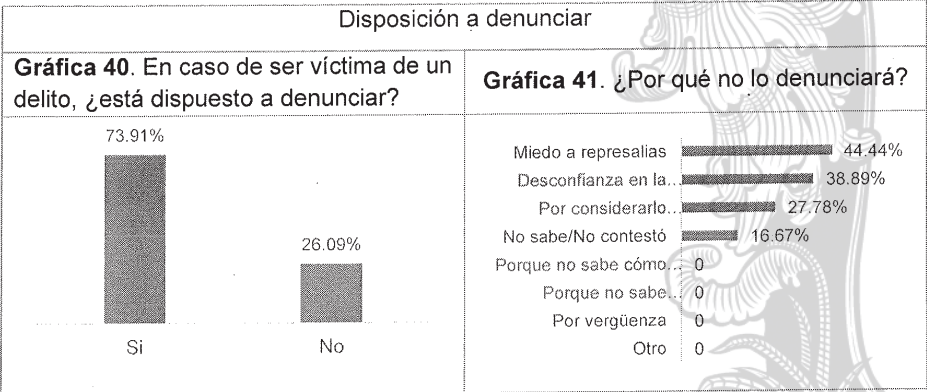 Disposición a denunciar
Gráfica 40. En caso de ser víctima de un
delito, ¿está dispuesto a denunciar?
73.91%
26.09%
Si
No
Gráfica 41. ¿Por qué no lo denunciará?
Miedo a represalias 44.44%
Desconfianza en la... 38.89%
Por considerarlo... 27.78%
No sabe/No contestó 16.67%
Porque no sabe cómo... 0
Porque no sabe... 0
Por vergüenza 0
Otro 0